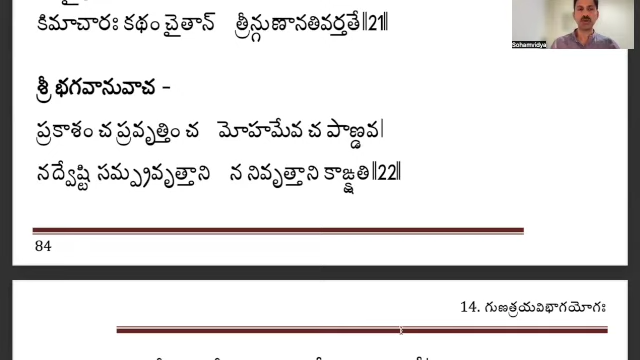 కిమాచారః కథం చైతాన్ త్రీన్గుణానతివర్తతే||21||
Sohamvidya
శ్రీ భగవానువాచ -
ప్రకాశం చ ప్రవృత్తిం చ మోహమేవ చ పాణ్డవ|
నద్వేష్టి సమ్ప్రవృత్తాని న నివృత్తాని కాఙ్క్షతి||22||
84
14. గుణత్రయవిభాగయోగః